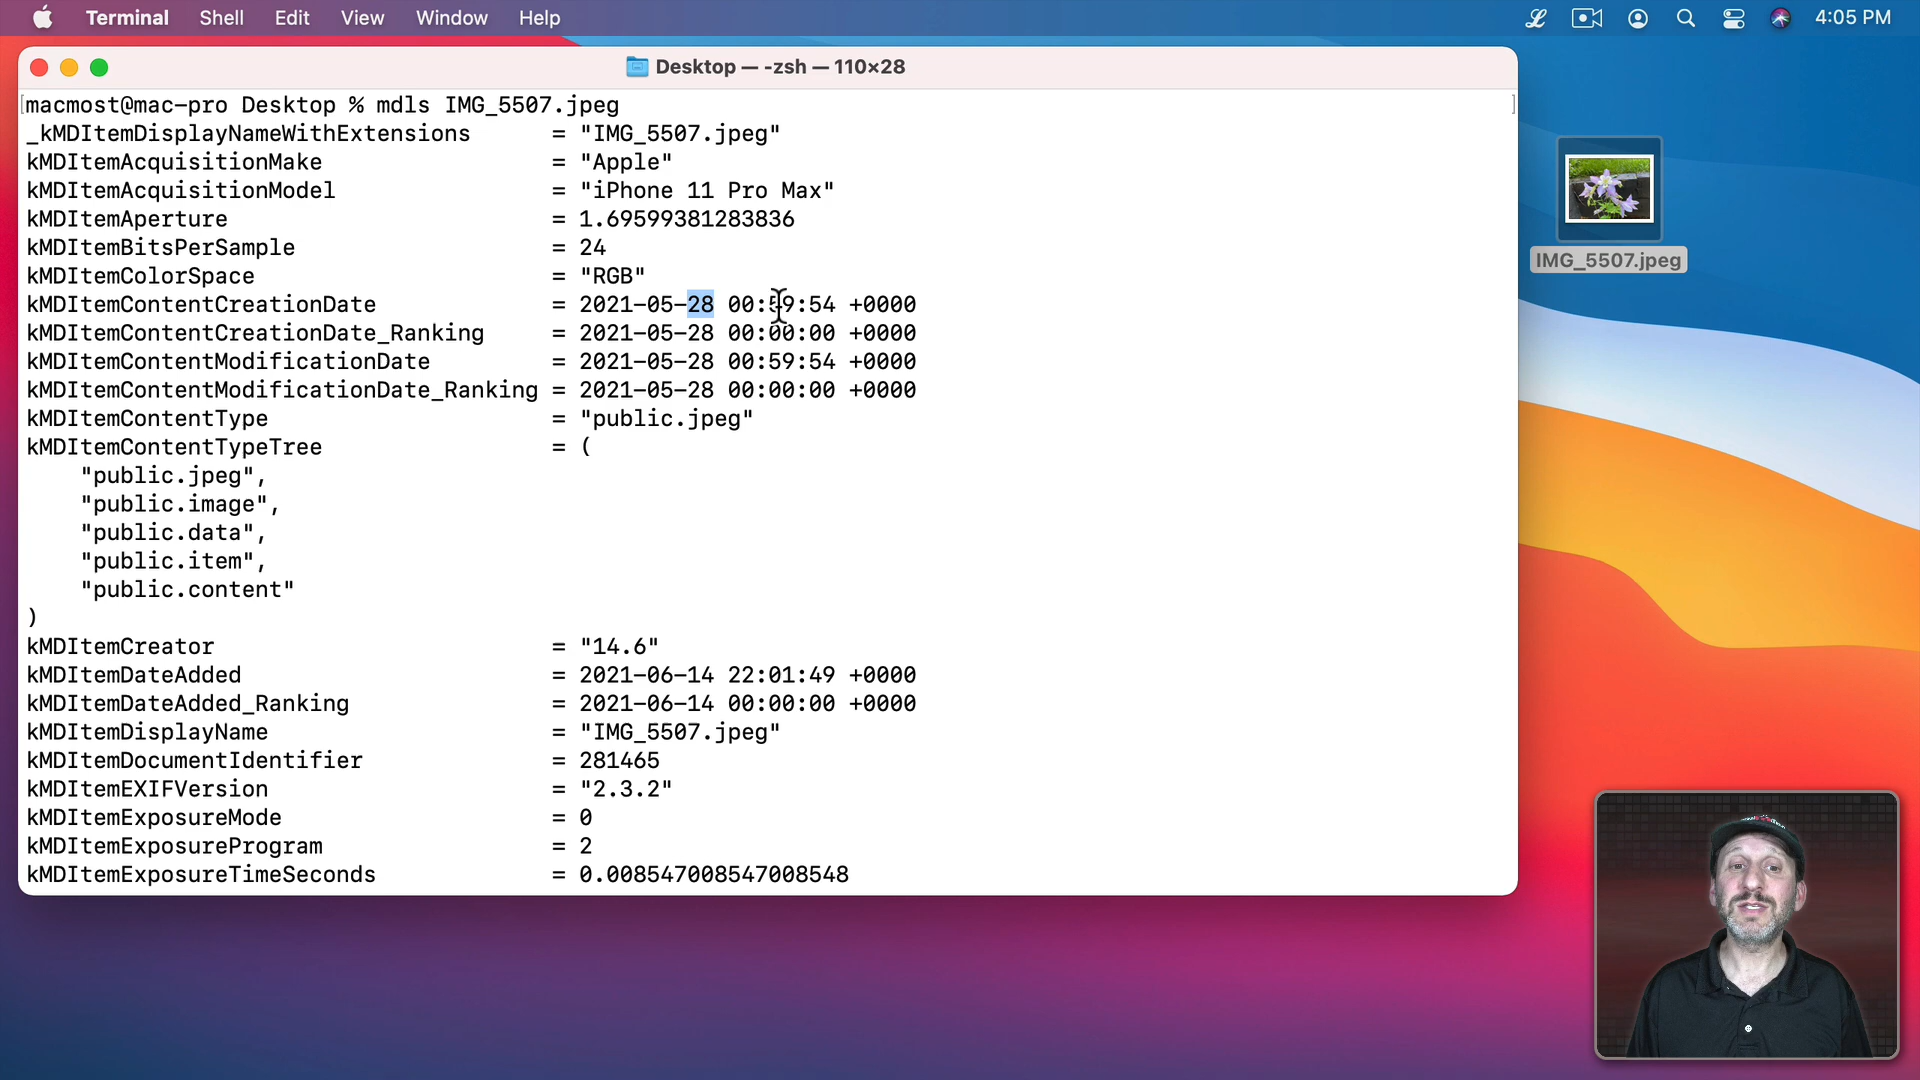 Terminal Shell Edit View Window Help 4:05 PM
Desktop — -zsh — 110×28
macmost@mac-pro Desktop % mdls IMG_5507.jpeg
_kMDItemDisplayNameWithExtensions = "IMG_5507.jpeg"
kMDItemAcquisitionMake = "Apple"
kMDItemAcquisitionModel = "iPhone 11 Pro Max"
kMDItemAperture = 1.69599381283836
kMDItemBitsPerSample = 24
kMDItemColorSpace = "RGB"
kMDItemContentCreationDate = 2021-05-28 00:59:54 +0000
kMDItemContentCreationDate_Ranking = 2021-05-28 00:00:00 +0000
kMDItemContentModificationDate = 2021-05-28 00:59:54 +0000
kMDItemContentModificationDate_Ranking = 2021-05-28 00:00:00 +0000
kMDItemContentType = "public.jpeg"
kMDItemContentTypeTree = (
"public.jpeg",
"public.image",
"public.data",
"public.item",
"public.content"
)
kMDItemCreator = "14.6"
kMDItemDateAdded = 2021-06-14 22:01:49 +0000
kMDItemDateAdded_Ranking = 2021-06-14 00:00:00 +0000
kMDItemDisplayName = "IMG_5507.jpeg"
kMDItemDocumentIdentifier = 281465
kMDItemEXIFVersion = "2.3.2"
kMDItemExposureMode = 0
kMDItemExposureProgram = 2
kMDItemExposureTimeSeconds = 0.008547008547008548
IMG_5507.jpeg